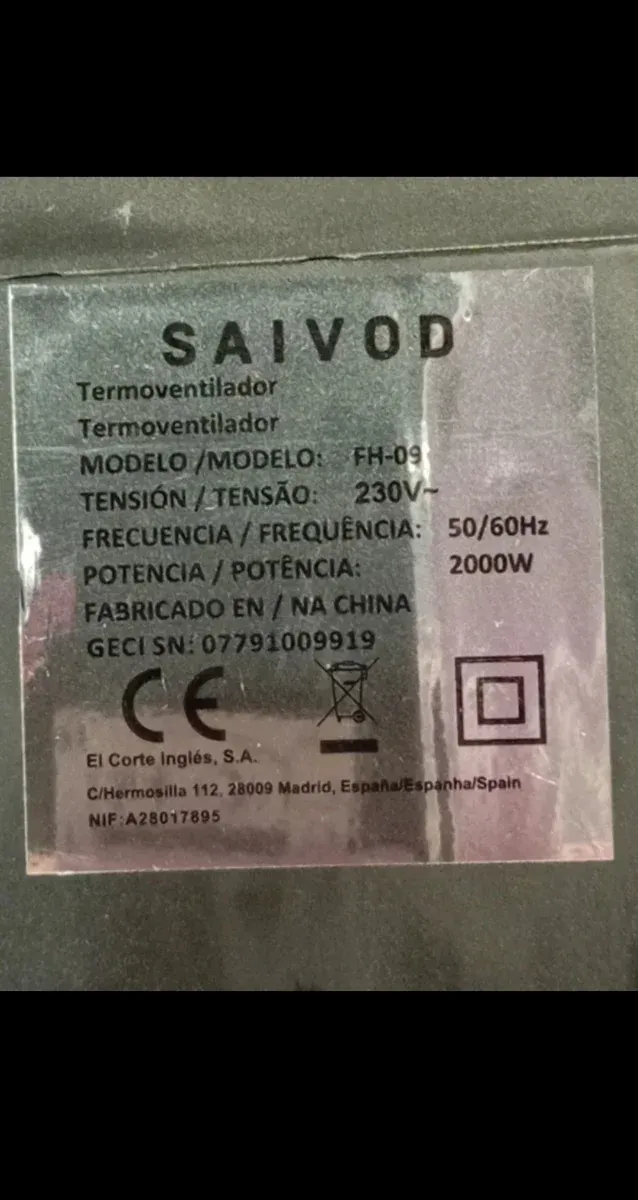 SAIVOD
Termoventilador
Termoventilador
MODELO /MODELO: FH-09
TENSIÓN / TENSÃO: 230V~
FRECUENCIA / FREQUÊNCIA: 50/60Hz
POTENCIA / POTÊNCIA: 2000W
FABRICADO EN / NA CHINA
GECI SN: 07791009919
CE
El Corte Inglés, S.A.
C/Hermosilla 112, 28009 Madrid, España/Espanha/Spain
NIF:A28017895